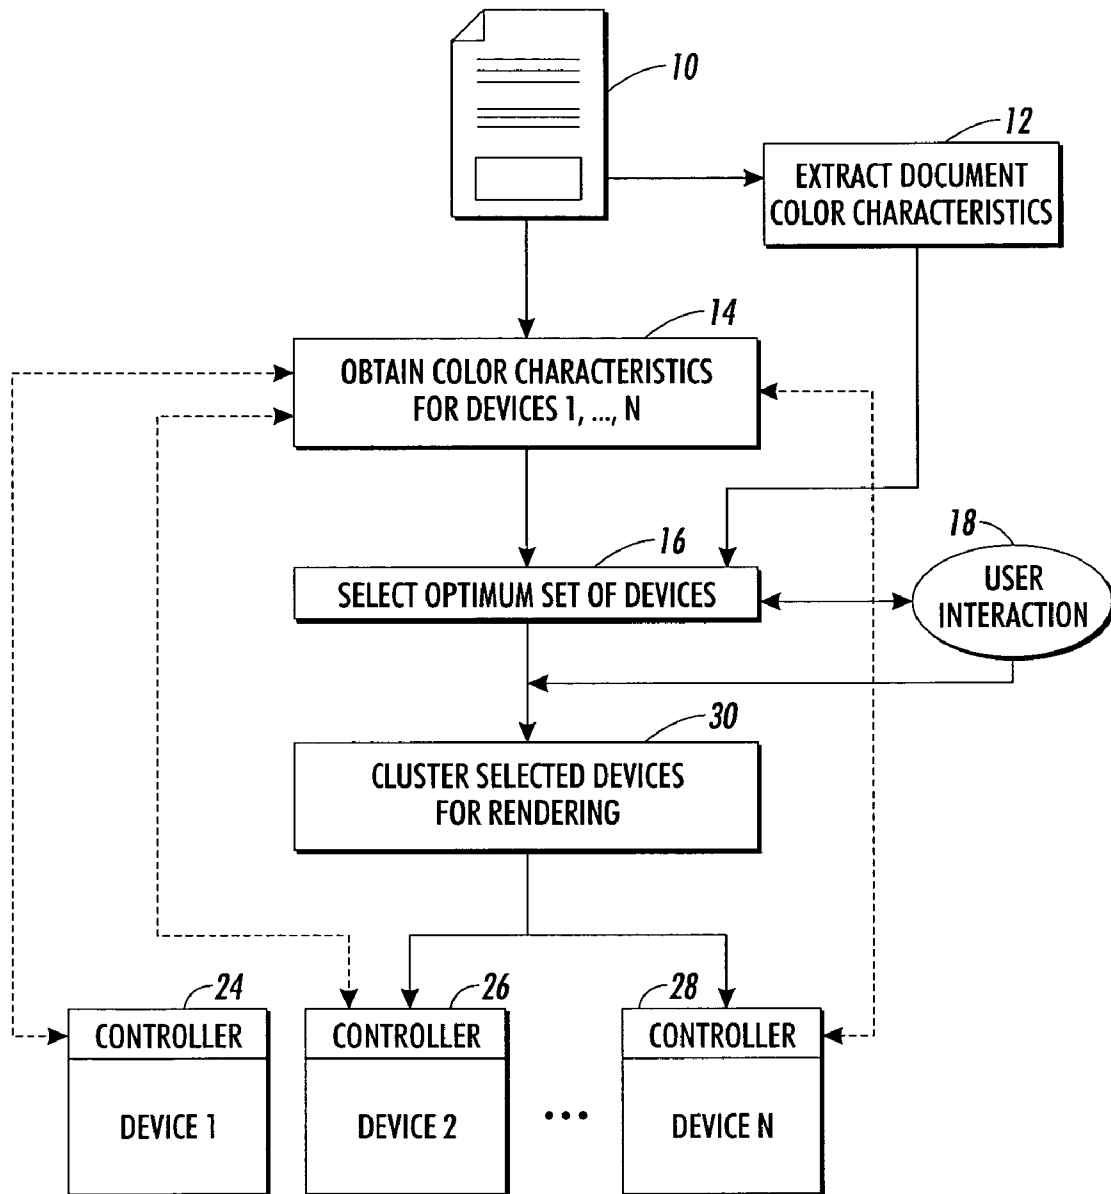 10
12
EXTRACT DOCUMENT
COLOR CHARACTERISTICS
14
OBTAIN COLOR CHARACTERISTICS
FOR DEVICES 1, ..., N
16
SELECT OPTIMUM SET OF DEVICES
18
USER
INTERACTION
30
CLUSTER SELECTED DEVICES
FOR RENDERING
24
CONTROLLER
DEVICE 1
26
CONTROLLER
DEVICE 2
...
28
CONTROLLER
DEVICE N